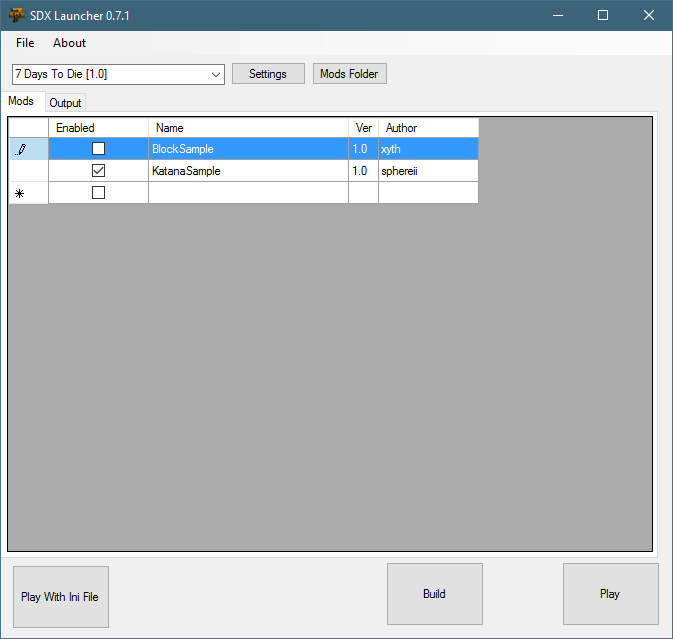 SDX Launcher 0.7.1
File About
7 Days To Die [1.0] Settings Mods Folder
Mods Output
Enabled Name Ver Author
BlockSample 1.0 xyth
KatanaSample 1.0 sphereii
Play With Ini File Build Play